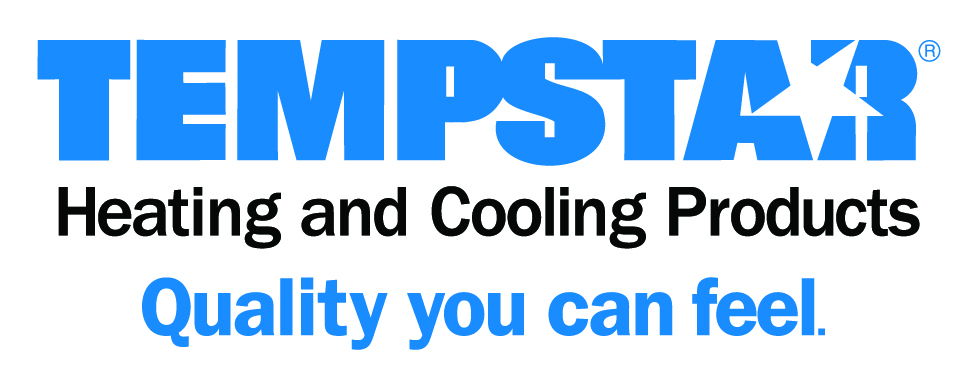 TEMPSTAR®
Heating and Cooling Products
Quality you can feel.